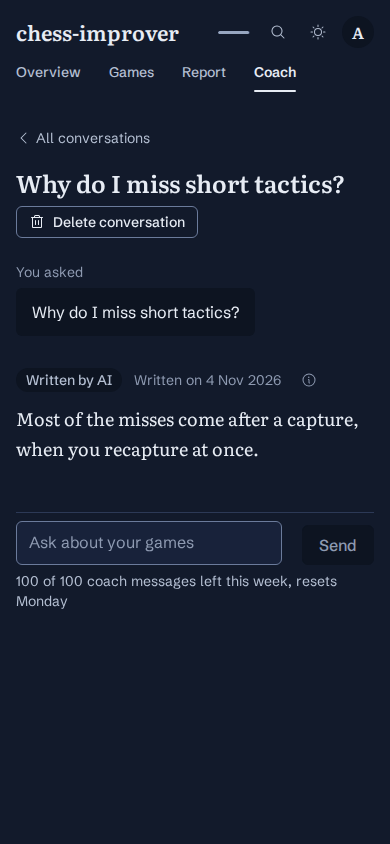 chess-improver
A
Overview Games Report Coach
All conversations
Why do I miss short tactics?
Delete conversation
You asked
Why do I miss short tactics?
Written by AI Written on 4 Nov 2026
Most of the misses come after a capture,
when you recapture at once.
Ask about your games
Send
100 of 100 coach messages left this week, resets
Monday